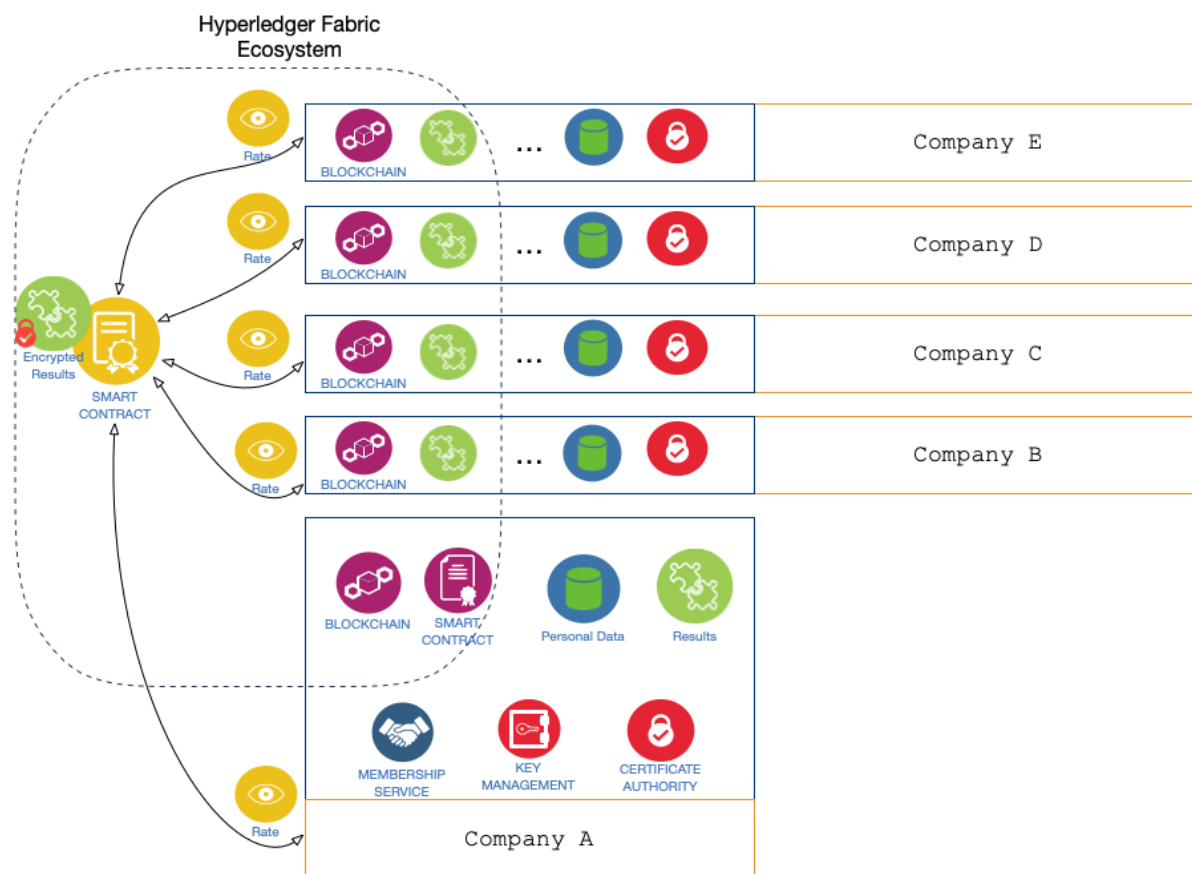 Hyperledger Fabric
Ecosystem
Rate
BLOCKCHAIN
...
Company E
Rate
BLOCKCHAIN
...
Company D
Encrypted
Results
SMART
CONTRACT
Rate
BLOCKCHAIN
...
Company C
Rate
BLOCKCHAIN
...
Company B
BLOCKCHAIN
SMART
CONTRACT
Personal Data
Results
MEMBERSHIP
SERVICE
KEY
MANAGEMENT
CERTIFICATE
AUTHORITY
Rate
Company A